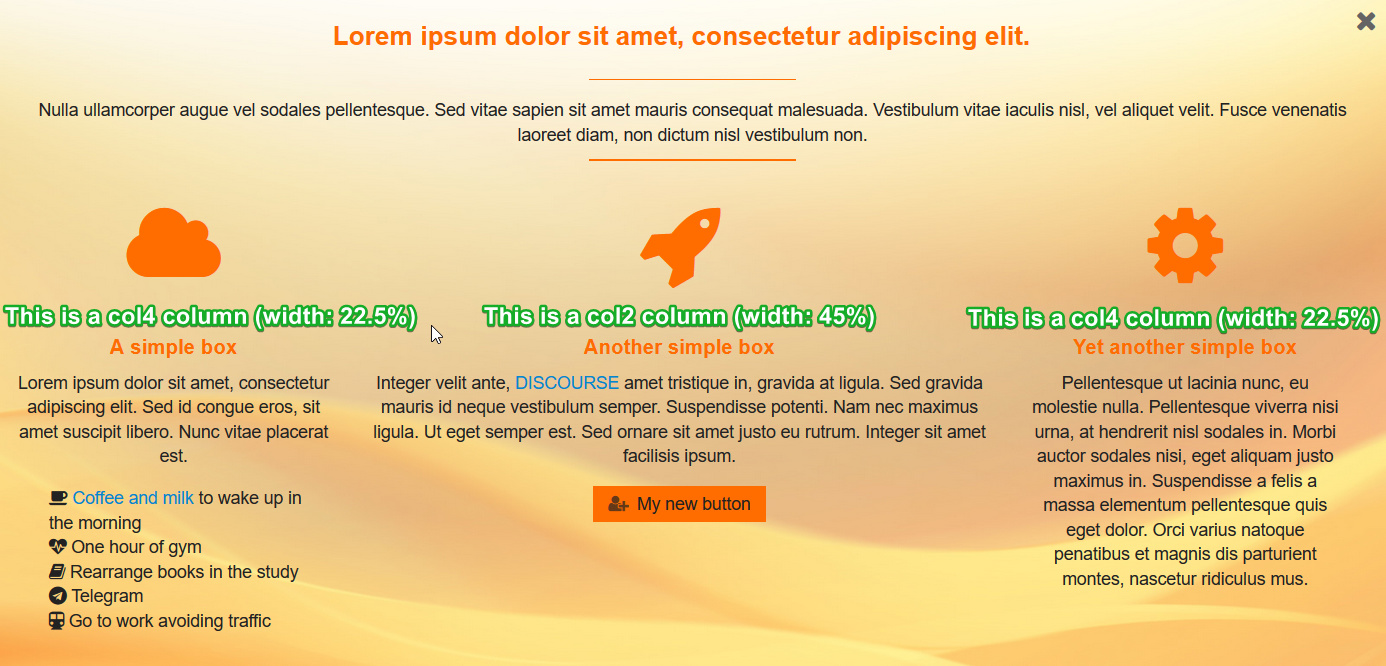 Lorem ipsum dolor sit amet, consectetur adipiscing elit.
Nulla ullamcorper augue vel sodales pellentesque. Sed vitae sapien sit amet mauris consequat malesuada. Vestibulum vitae iaculis nisl, vel aliquet velit. Fusce venenatis
laoreet diam, non dictum nisl vestibulum non.
This is a col4 column (width: 22.5%)
A simple box
Lorem ipsum dolor sit amet, consectetur
adipiscing elit. Sed id congue eros, sit
amet suscipit libero. Nunc vitae placerat
est.
Coffee and milk to wake up in
the morning
One hour of gym
Rearrange books in the study
Telegram
Go to work avoiding traffic
This is a col2 column (width: 45%)
Another simple box
Integer velit ante, DISCOURSE amet tristique in, gravida at ligula. Sed gravida
mauris id neque vestibulum semper. Suspendisse potenti. Nam nec maximus
ligula. Ut eget semper est. Sed ornare sit amet justo eu rutrum. Integer sit amet
facilisis ipsum.
My new button
This is a col4 column (width: 22.5%)
Yet another simple box
Pellentesque ut lacinia nunc, eu
molestie nulla. Pellentesque viverra nisi
urna, at hendrerit nisl sodales in. Morbi
auctor sodales nisi, eget aliquam justo
maximus in. Suspendisse a felis a
massa elementum pellentesque quis
eget dolor. Orci varius natoque
penatibus et magnis dis parturient
montes, nascetur ridiculus mus.